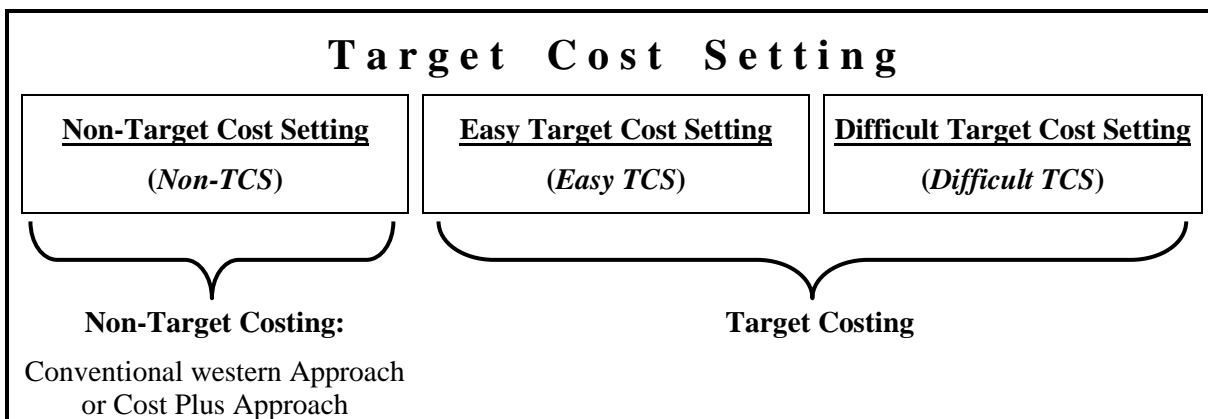 Target Cost Setting
Non-Target Cost Setting
(Non-TCS)
Easy Target Cost Setting
(Easy TCS)
Difficult Target Cost Setting
(Difficult TCS)
Non-Target Costing:
Conventional western Approach
or Cost Plus Approach
Target Costing